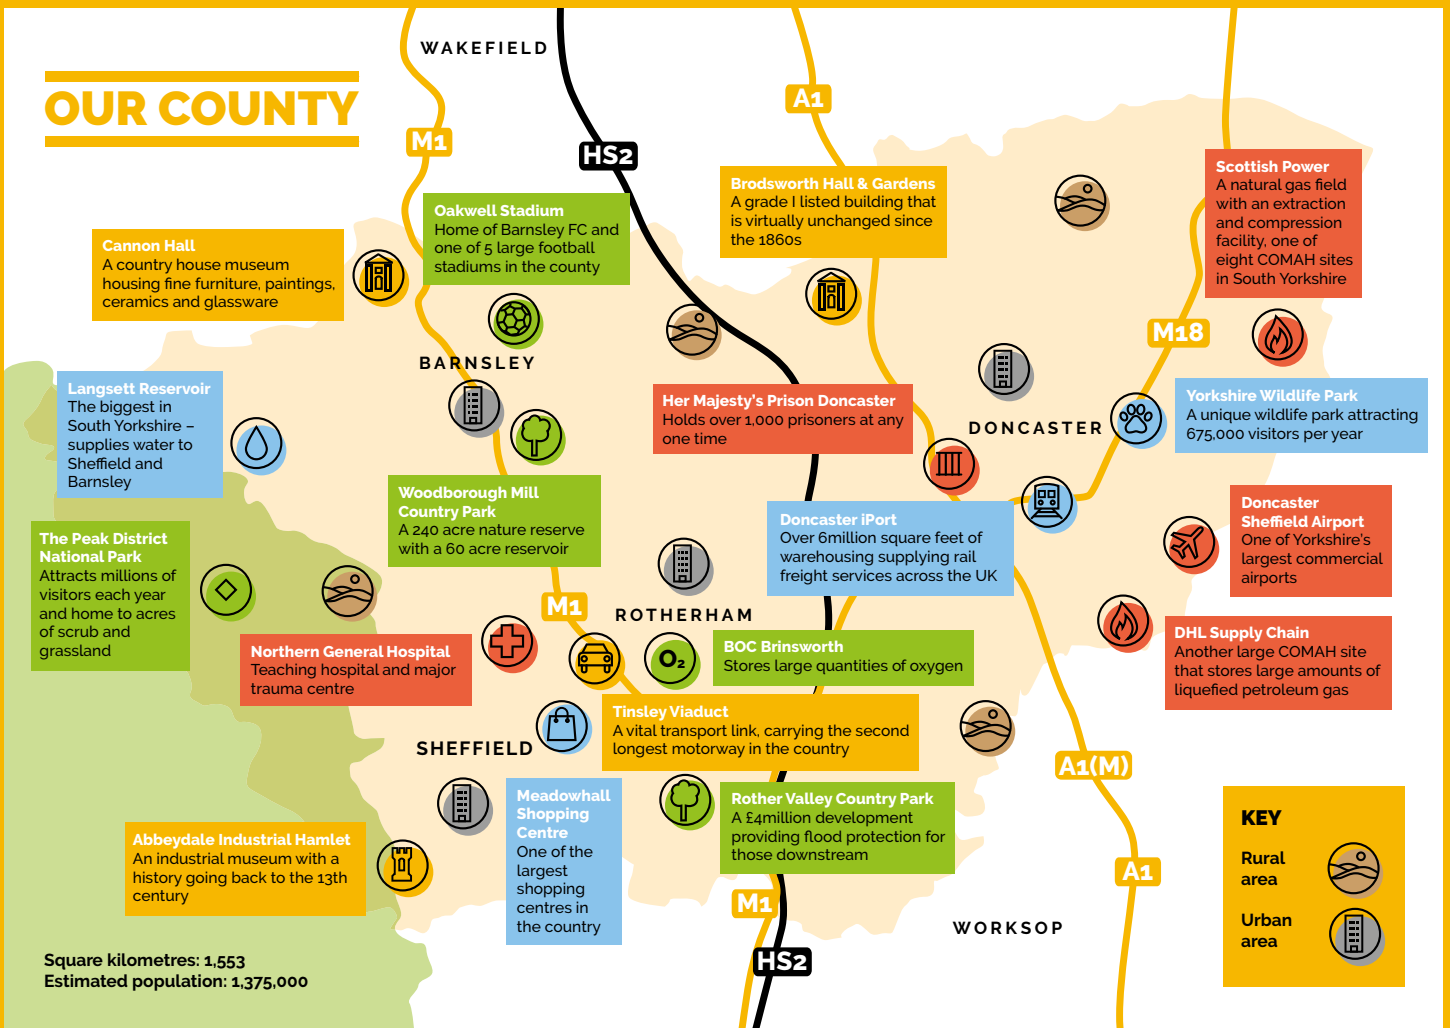 OUR COUNTY
WAKEFIELD
M1
HS2
A1
Scottish Power
A natural gas field
with an extraction
and compression
facility, one of
eight COMAH sites
in South Yorkshire
Brodsworth Hall & Gardens
A grade I listed building that
is virtually unchanged since
the 1860s
Oakwell Stadium
Home of Barnsley FC and
one of 5 large football
stadiums in the county
Cannon Hall
A country house museum
housing fine furniture, paintings,
ceramics and glassware
M18
BARNSLEY
Langsett Reservoir
The biggest in
South Yorkshire –
supplies water to
Sheffield and
Barnsley
Her Majesty's Prison Doncaster
Holds over 1,000 prisoners at any
one time
DONCASTER
Yorkshire Wildlife Park
A unique wildlife park attracting
675,000 visitors per year
Woodborough Mill
Country Park
A 240 acre nature reserve
with a 60 acre reservoir
Doncaster iPort
Over 6million square feet of
warehousing supplying rail
freight services across the UK
Doncaster
Sheffield Airport
One of Yorkshire's
largest commercial
airports
The Peak District
National Park
Attracts millions of
visitors each year
and home to acres
of scrub and
grassland
M1
ROTHERHAM
Northern General Hospital
Teaching hospital and major
trauma centre
O₂
BOC Brinsworth
Stores large quantities of oxygen
DHL Supply Chain
Another large COMAH site
that stores large amounts of
liquefied petroleum gas
Tinsley Viaduct
A vital transport link, carrying the second
longest motorway in the country
SHEFFIELD
A1(M)
Meadowhall
Shopping
Centre
One of the
largest
shopping
centres in
the country
Rother Valley Country Park
A £4million development
providing flood protection for
those downstream
Abbeydale Industrial Hamlet
An industrial museum with a
history going back to the 13th
century
A1
M1
WORKSOP
HS2
KEY
Rural
area
Urban
area
Square kilometres: 1,553
Estimated population: 1,375,000